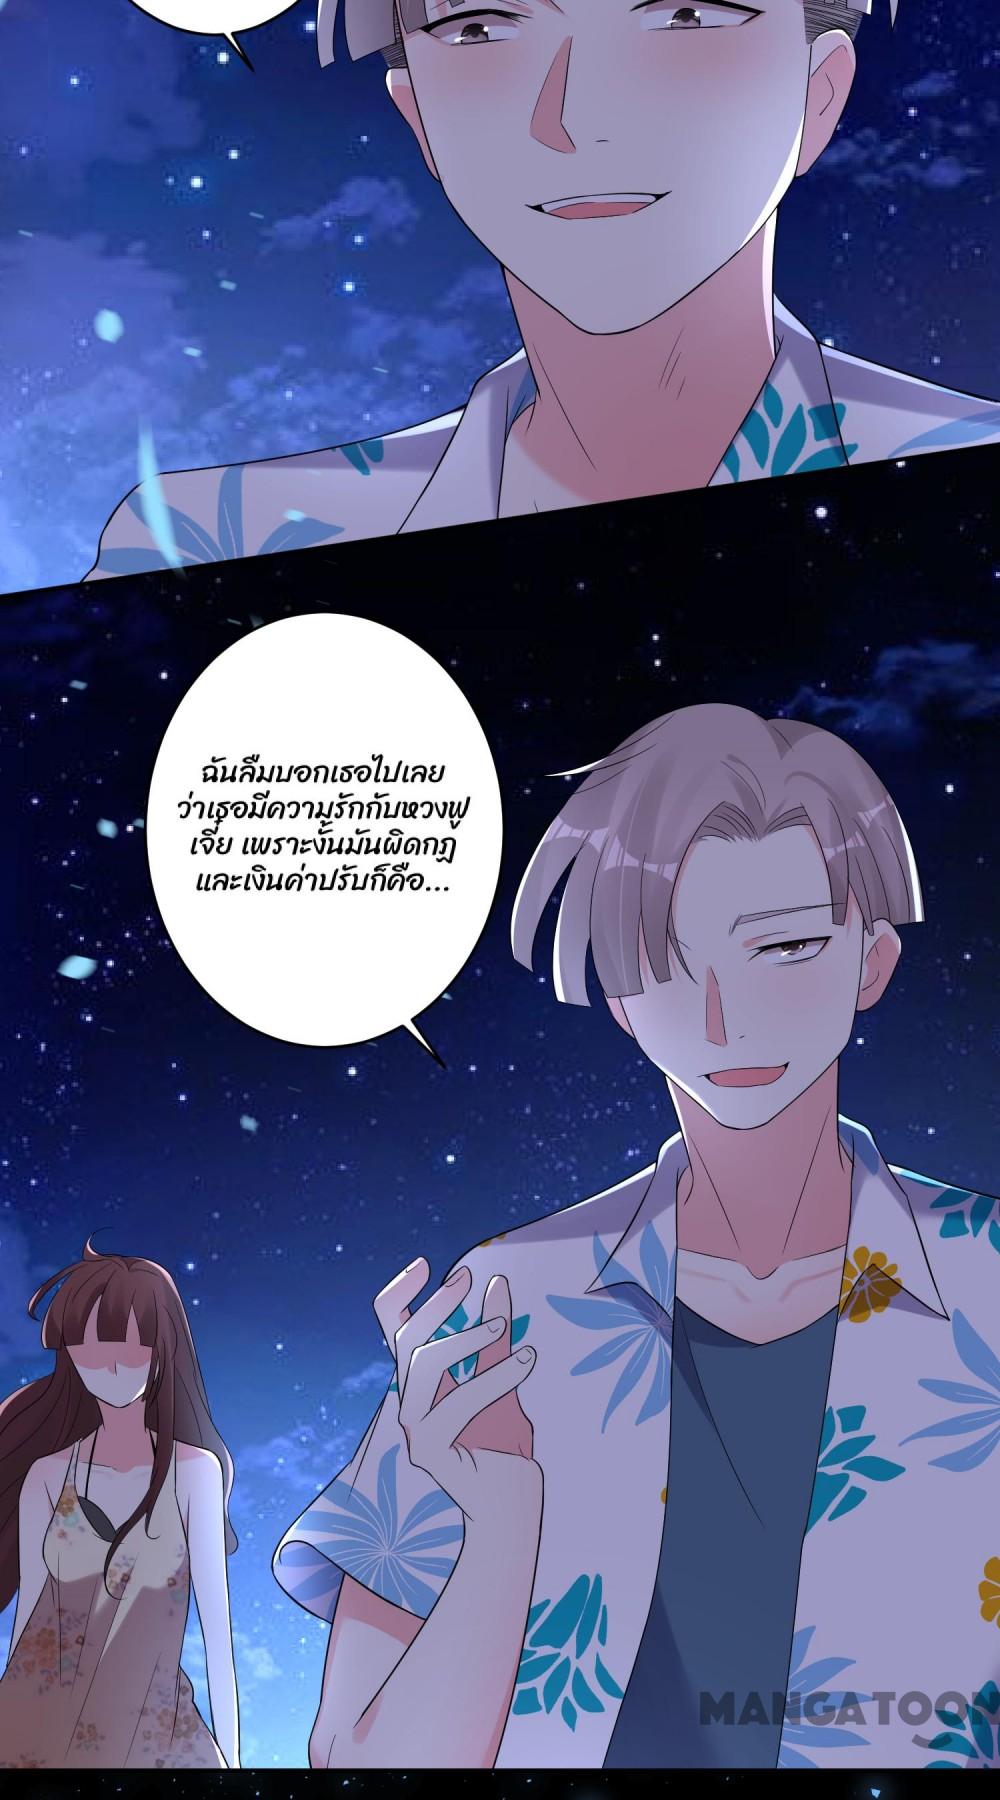 ฉันลืมบอกเธอไปเลย
ว่าเธอมีความรักกับหวงฟู
เจี๋ย เพราะงั้นมันผิดกฏ
และเงินค่าปรับก็คือ...
MANGATOON